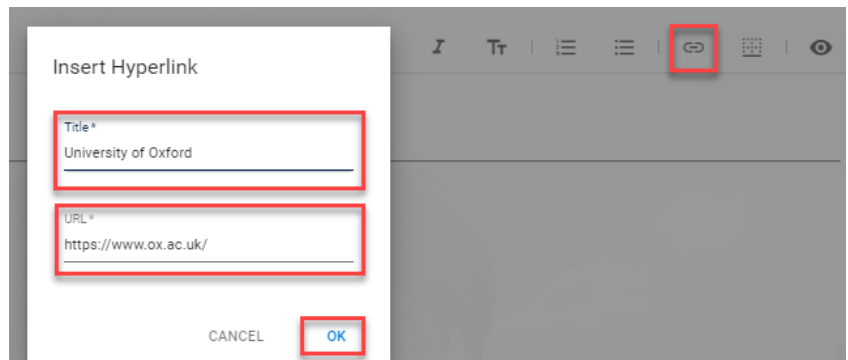 Insert Hyperlink
Title*
University of Oxford
URL*
https://www.ox.ac.uk/
CANCEL OK